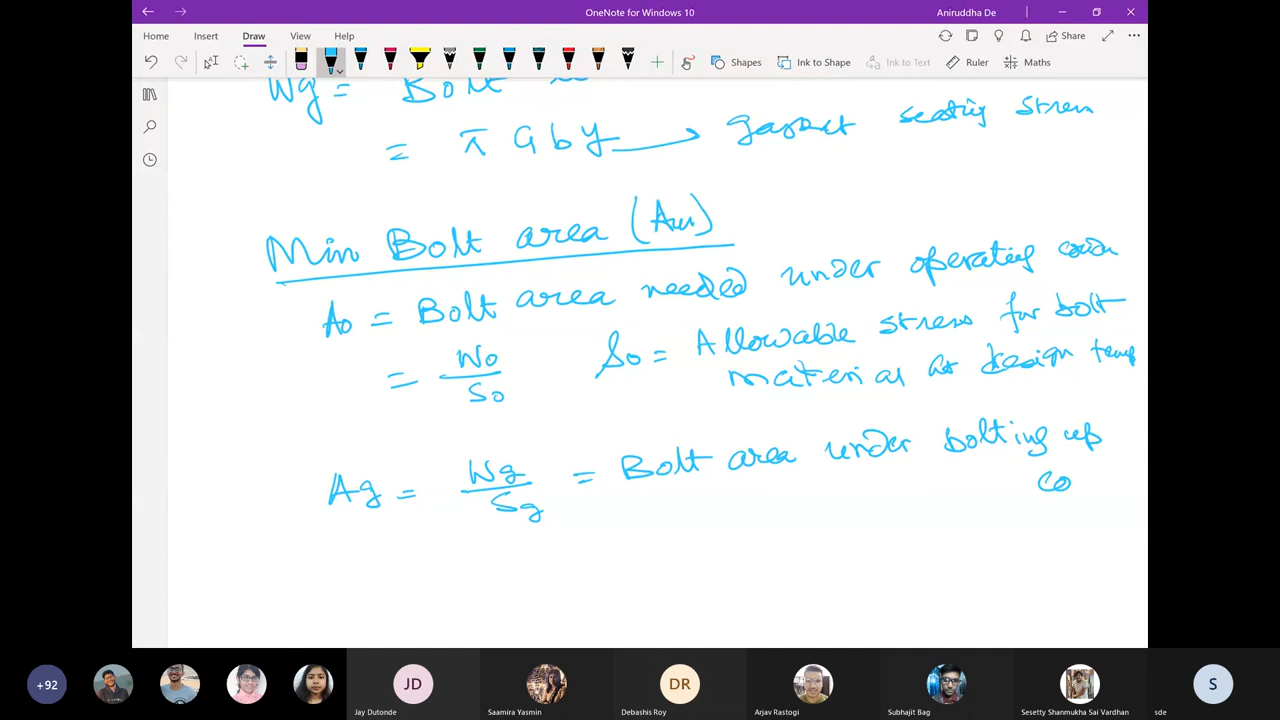 OneNote for Windows 10
Aniruddha De
Home Insert Draw View Help
Share
Shapes Ink to Shape Ink to Text Ruler Maths
Wg = Bolt
= π G b y → gasket seating stress
Min Bolt area (Am)
Ao = Bolt area needed under operating
= Wo / So So = Allowable stress for bolt
material at design temp
Ag = Wg / Sg = Bolt area under bolting up
co
+92
JD
DR
S
Jay Dutonde
Saamira Yasmin
Debashis Roy
Arjav Rastogi
Subhajit Bag
Sesetty Shanmukha Sai Vardhan
sde